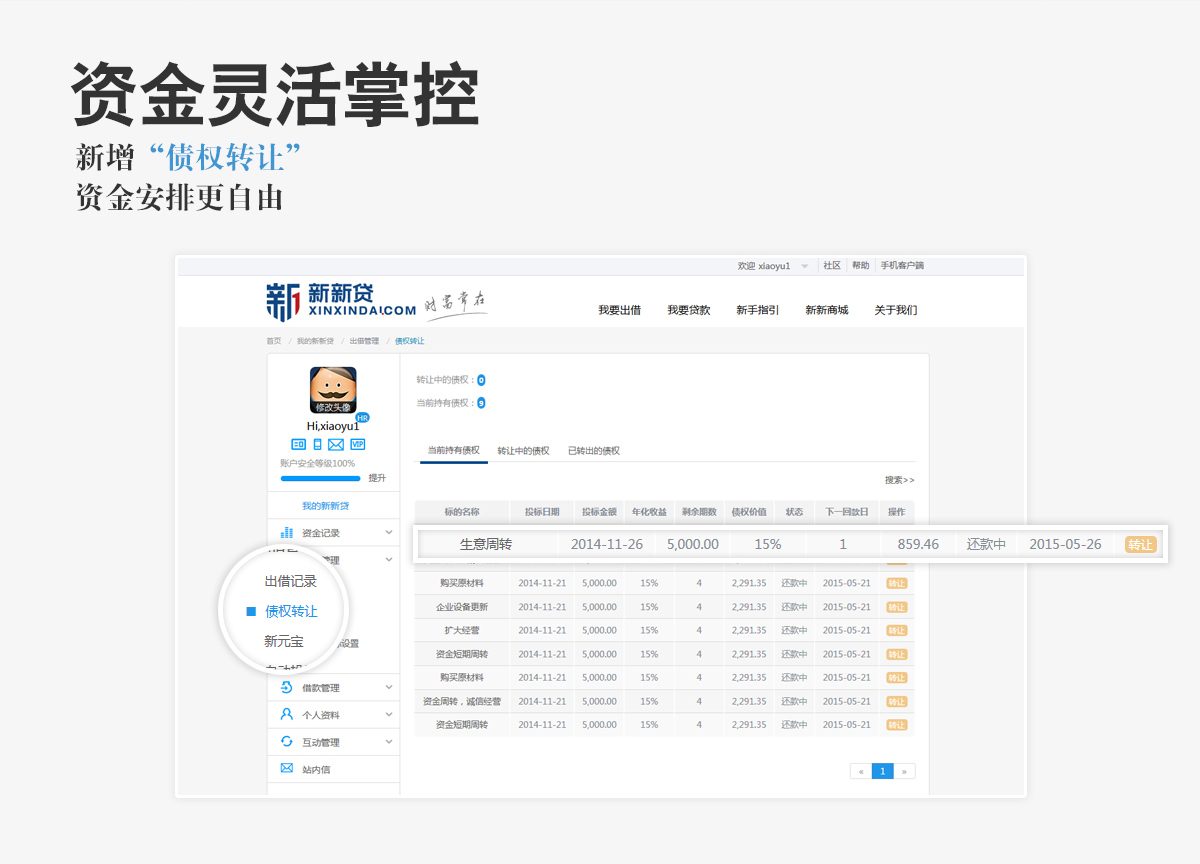 资金灵活掌控
新增“债权转让”
资金安排更自由
欢迎 xiaoyu1 社区 帮助 手机客户端
新新贷
XINXINDAI.COM
财富常在
我要出借 我要贷款 新手指引 新新商城 关于我们
首页 / 我的新新贷 / 出借管理 / 债权转让
修改头像
HR
Hi,xiaoyu1
VIP
账户安全等级100%
提升
我的新新贷
资金记录
管理
出借记录
债权转让
新元宝
设置
借款管理
个人资料
互动管理
站内信
转让中的债权：0
当前持有债权：9
当前持有债权 转让中的债权 已转出的债权
搜索>>
标的名称 投标日期 投标金额 年化收益 剩余期数 债权价值 状态 下一回款日 操作
生意周转 2014-11-26 5,000.00 15% 1 859.46 还款中 2015-05-26 转让
购买原材料 2014-11-21 5,000.00 15% 4 2,291.35 还款中 2015-05-21 转让
企业设备更新 2014-11-21 5,000.00 15% 4 2,291.35 还款中 2015-05-21 转让
扩大经营 2014-11-21 5,000.00 15% 4 2,291.35 还款中 2015-05-21 转让
资金短期周转 2014-11-21 5,000.00 15% 4 2,291.35 还款中 2015-05-21 转让
购买原材料 2014-11-21 5,000.00 15% 4 2,291.35 还款中 2015-05-21 转让
资金周转，诚信经营 2014-11-21 5,000.00 15% 4 2,291.35 还款中 2015-05-21 转让
资金短期周转 2014-11-21 5,000.00 15% 4 2,291.35 还款中 2015-05-21 转让
« 1 »